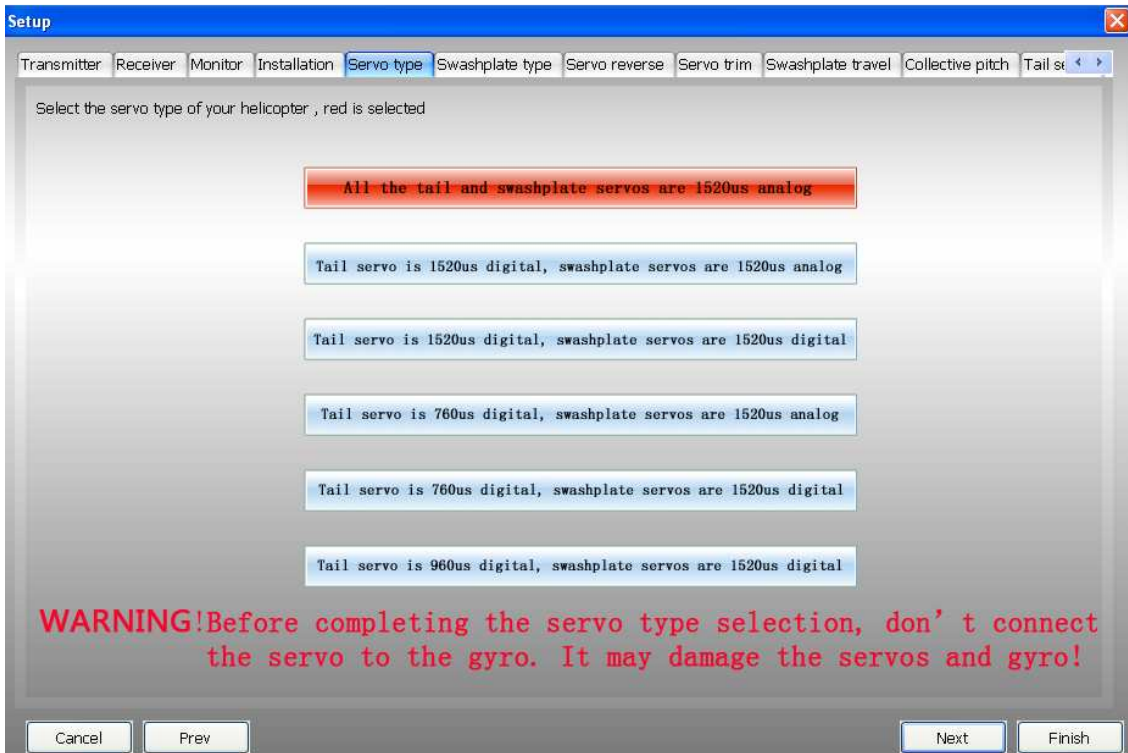 Setup
Transmitter Receiver Monitor Installation Servo type Swashplate type Servo reverse Servo trim Swashplate travel Collective pitch Tail se
Select the servo type of your helicopter , red is selected
All the tail and swashplate servos are 1520us analog
Tail servo is 1520us digital, swashplate servos are 1520us analog
Tail servo is 1520us digital, swashplate servos are 1520us digital
Tail servo is 760us digital, swashplate servos are 1520us analog
Tail servo is 760us digital, swashplate servos are 1520us digital
Tail servo is 960us digital, swashplate servos are 1520us digital
WARNING!Before completing the servo type selection, don’t connect
the servo to the gyro. It may damage the servos and gyro!
Cancel Prev Next Finish